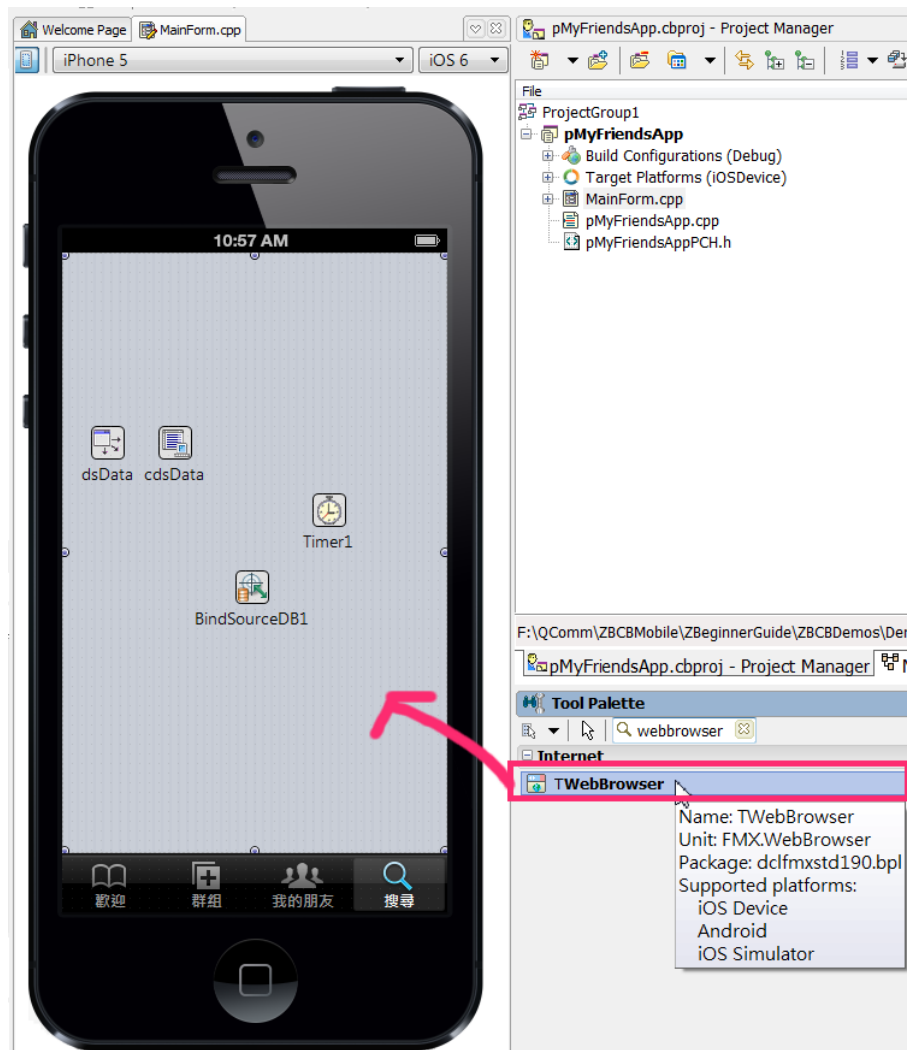 Welcome Page
MainForm.cpp
pMyFriendsApp.cbproj - Project Manager
iPhone 5
iOS 6
File
ProjectGroup1
pMyFriendsApp
Build Configurations (Debug)
Target Platforms (iOSDevice)
MainForm.cpp
pMyFriendsApp.cpp
pMyFriendsAppPCH.h
10:57 AM
dsData
cdsData
Timer1
BindSourceDB1
歡迎
群組
我的朋友
搜尋
F:\QComm\ZBCBMobile\ZBeginnerGuide\ZBCBDemos\Der
pMyFriendsApp.cbproj - Project Manager
Tool Palette
webbrowser
Internet
TWebBrowser
Name: TWebBrowser
Unit: FMX.WebBrowser
Package: dclfmxstd190.bpl
Supported platforms:
iOS Device
Android
iOS Simulator